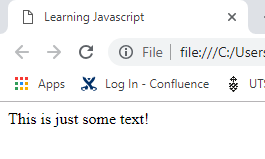 Learning Javascript
File file:///C:/Users
Apps Log In - Confluence UTS
This is just some text!